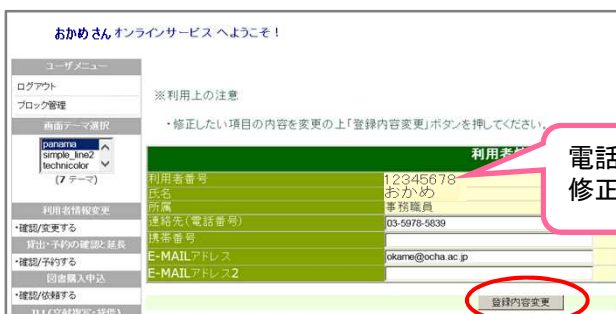 おかめ さん オンラインサービス へようこそ！
ユーザメニュー
ログアウト
ブロック管理
画面テーマ選択
panama
simple_line2
technicolor
(7 テーマ)
利用者情報変更
・確認/変更する
貸出・予約の確認と延長
・確認/予約する
図書購入申込
・確認/依頼する
※利用上の注意
・修正したい項目の内容を変更の上「登録内容変更」ボタンを押してください。
利用者
利用者番号 12345678
氏名 おかめ
所属 事務職員
連絡先(電話番号) 03-5978-5839
携帯番号
E-MAILアドレス okame@ocha.ac.jp
E-MAILアドレス2
登録内容変更
電話
修正